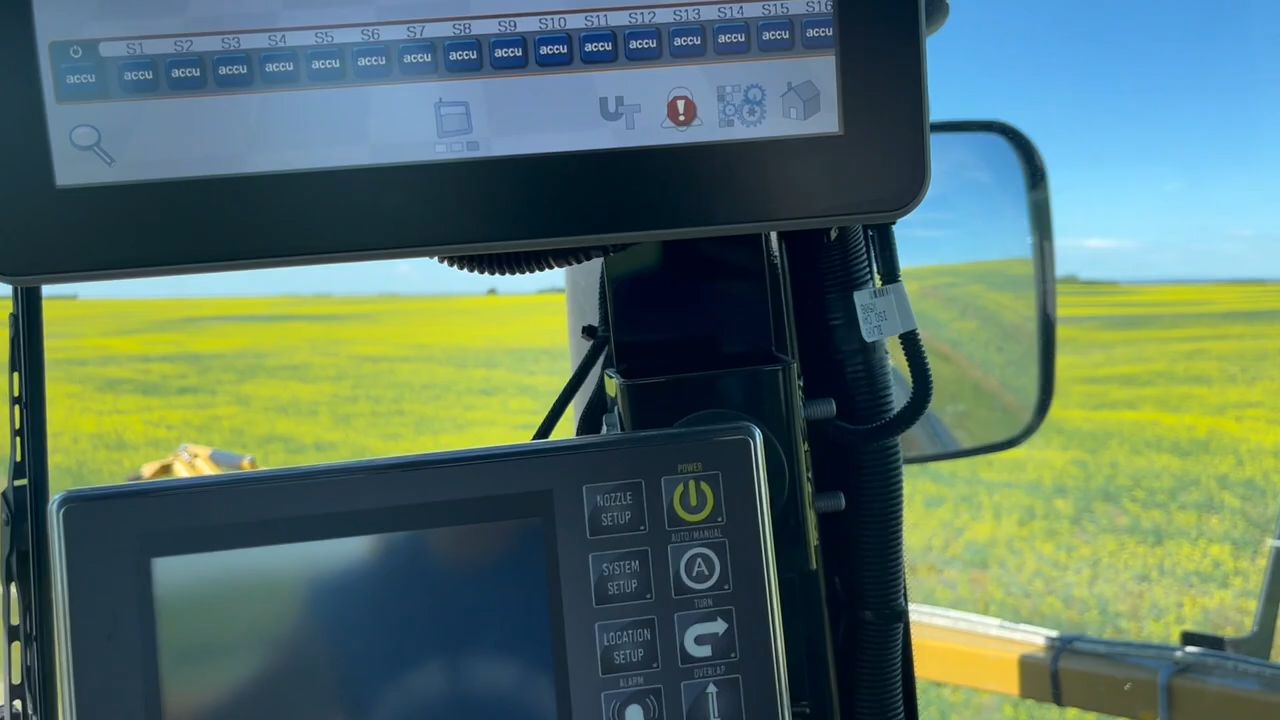 S1 S2 S3 S4 S5 S6 S7 S8 S9 S10 S11 S12 S13 S14 S15 S16
accu accu accu accu accu accu accu accu accu accu accu accu accu accu accu accu accu
UT
NOZZLE
SETUP
POWER
AUTO/MANUAL
SYSTEM
SETUP
A
TURN
LOCATION
SETUP
ALARM
OVERLAP